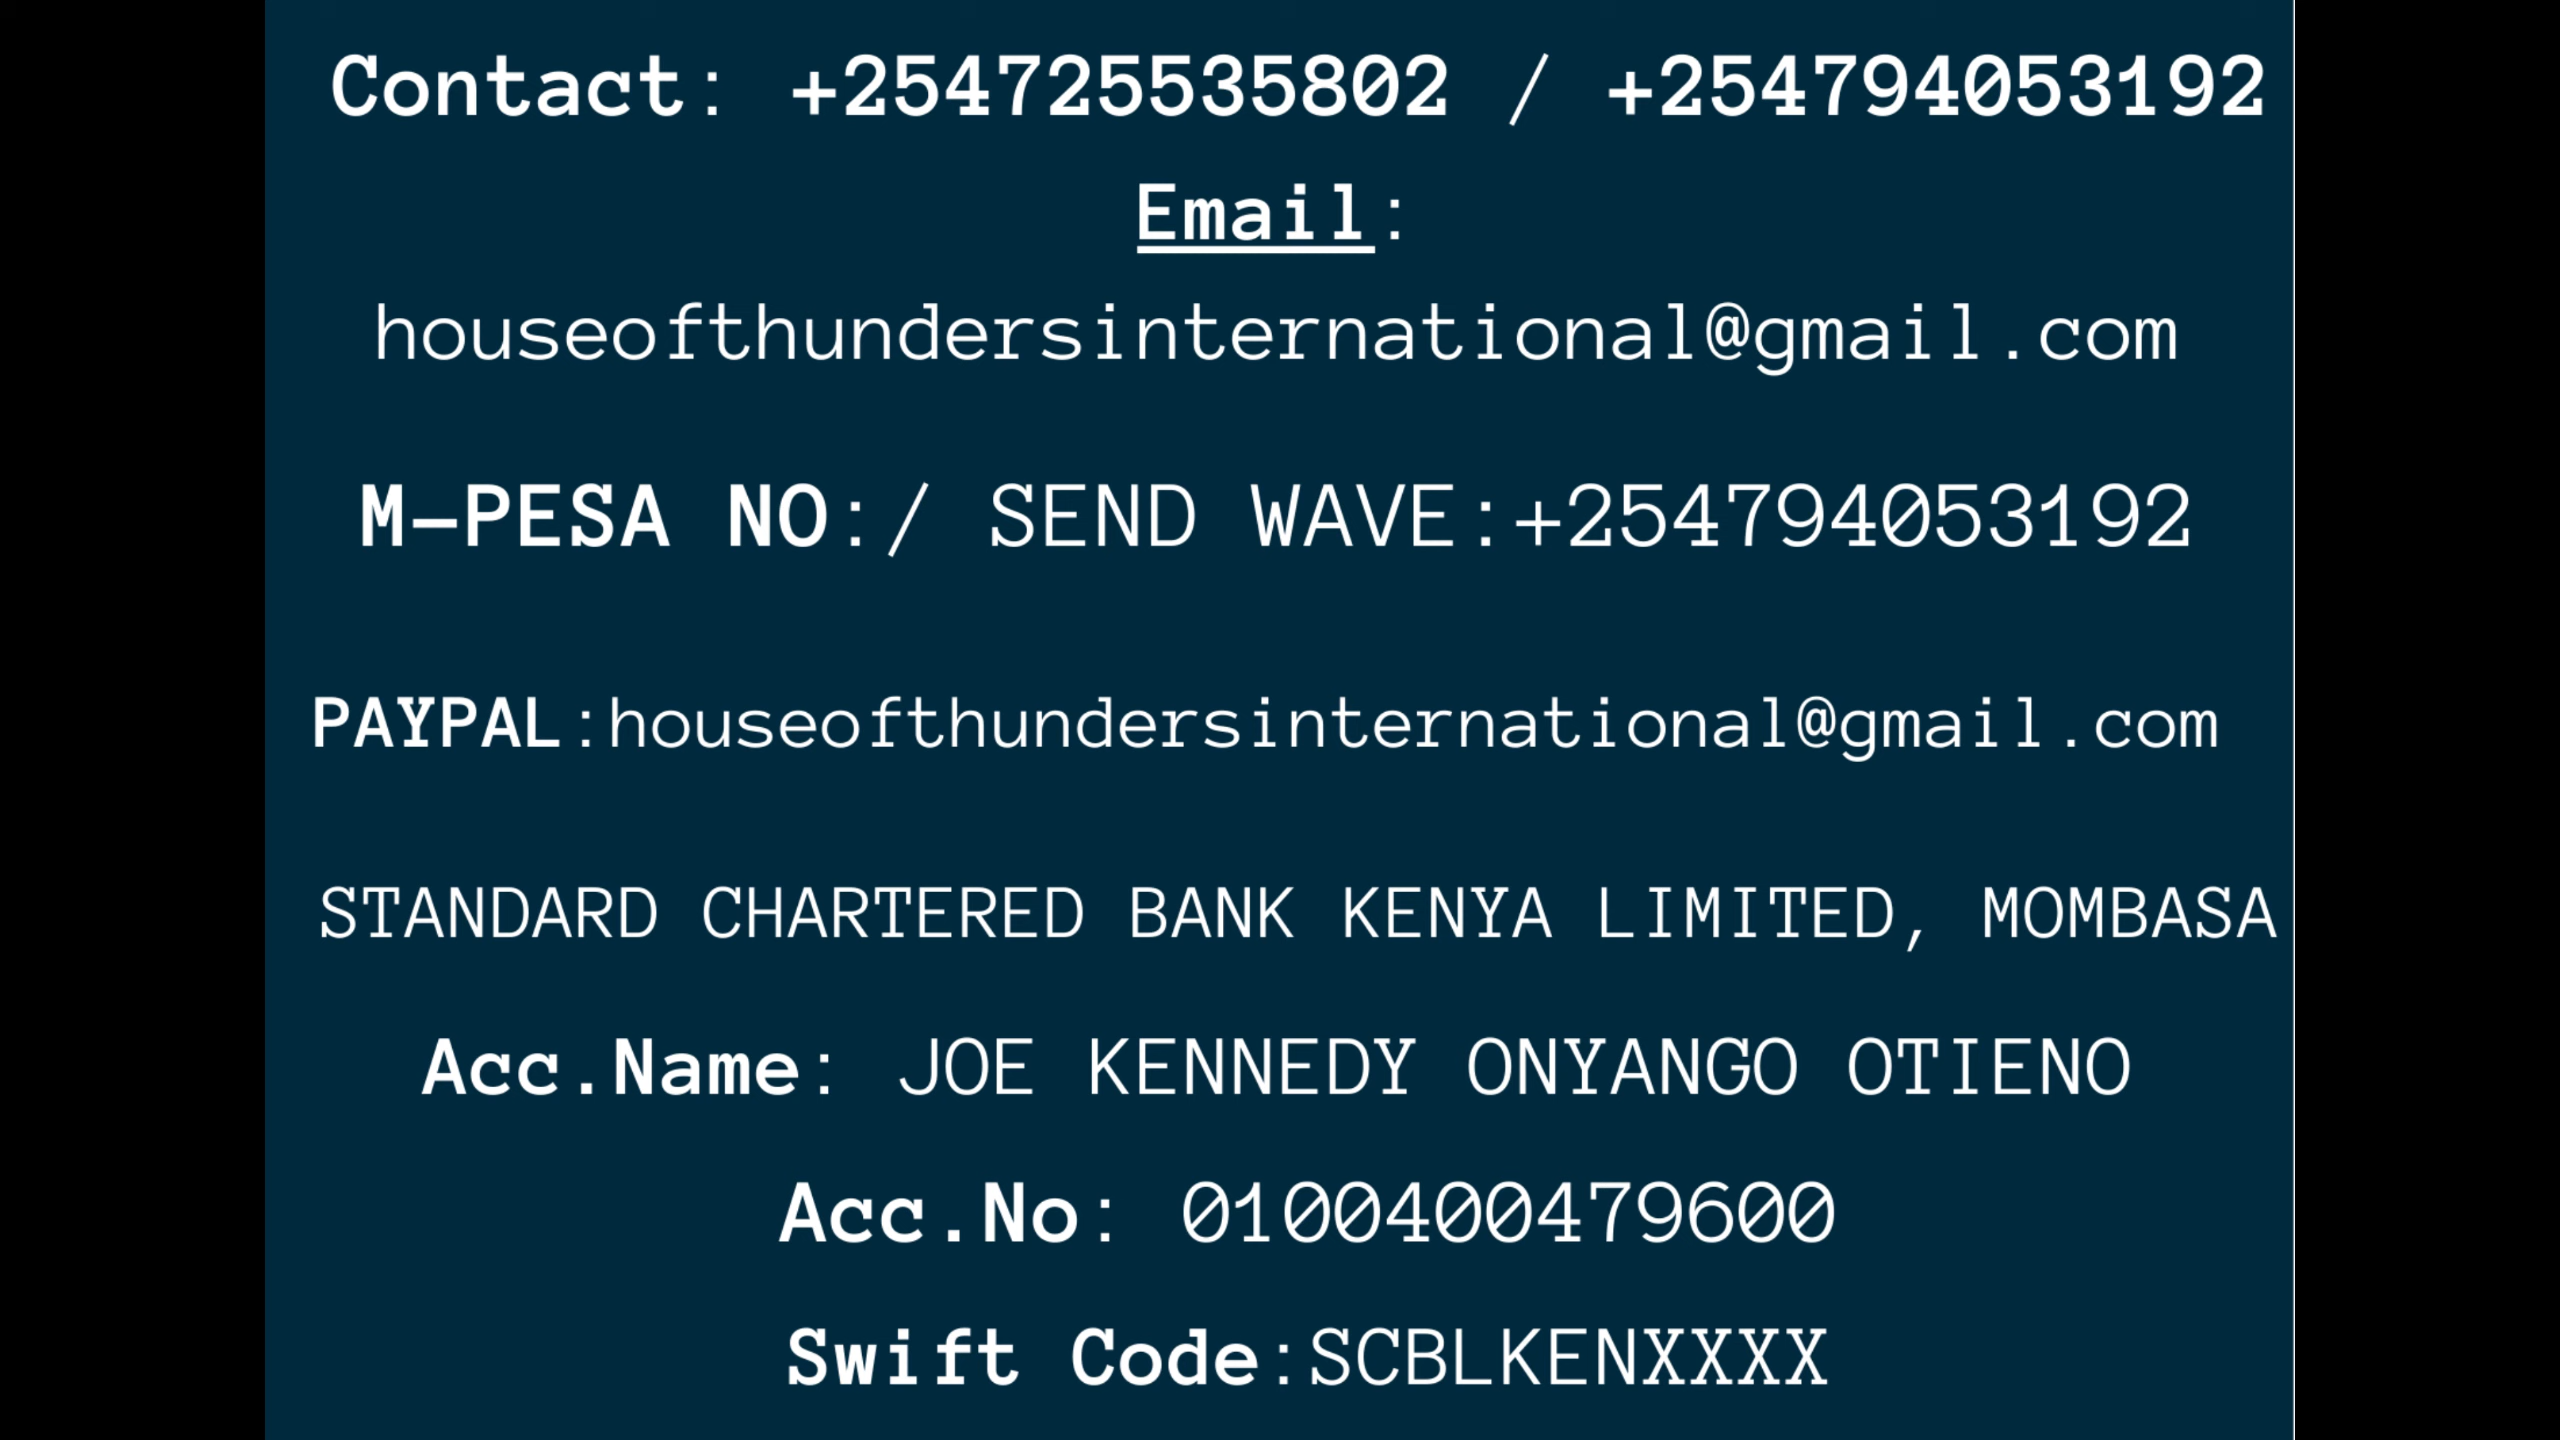 Contact: +254725535802 / +254794053192
Email:
houseofthundersinternational@gmail.com
M-PESA NO:/ SEND WAVE:+254794053192
PAYPAL:houseofthundersinternational@gmail.com
STANDARD CHARTERED BANK KENYA LIMITED, MOMBASA
Acc.Name: JOE KENNEDY ONYANGO OTIENO
Acc.No: 0100400479600
Swift Code:SCBLKENXXXX